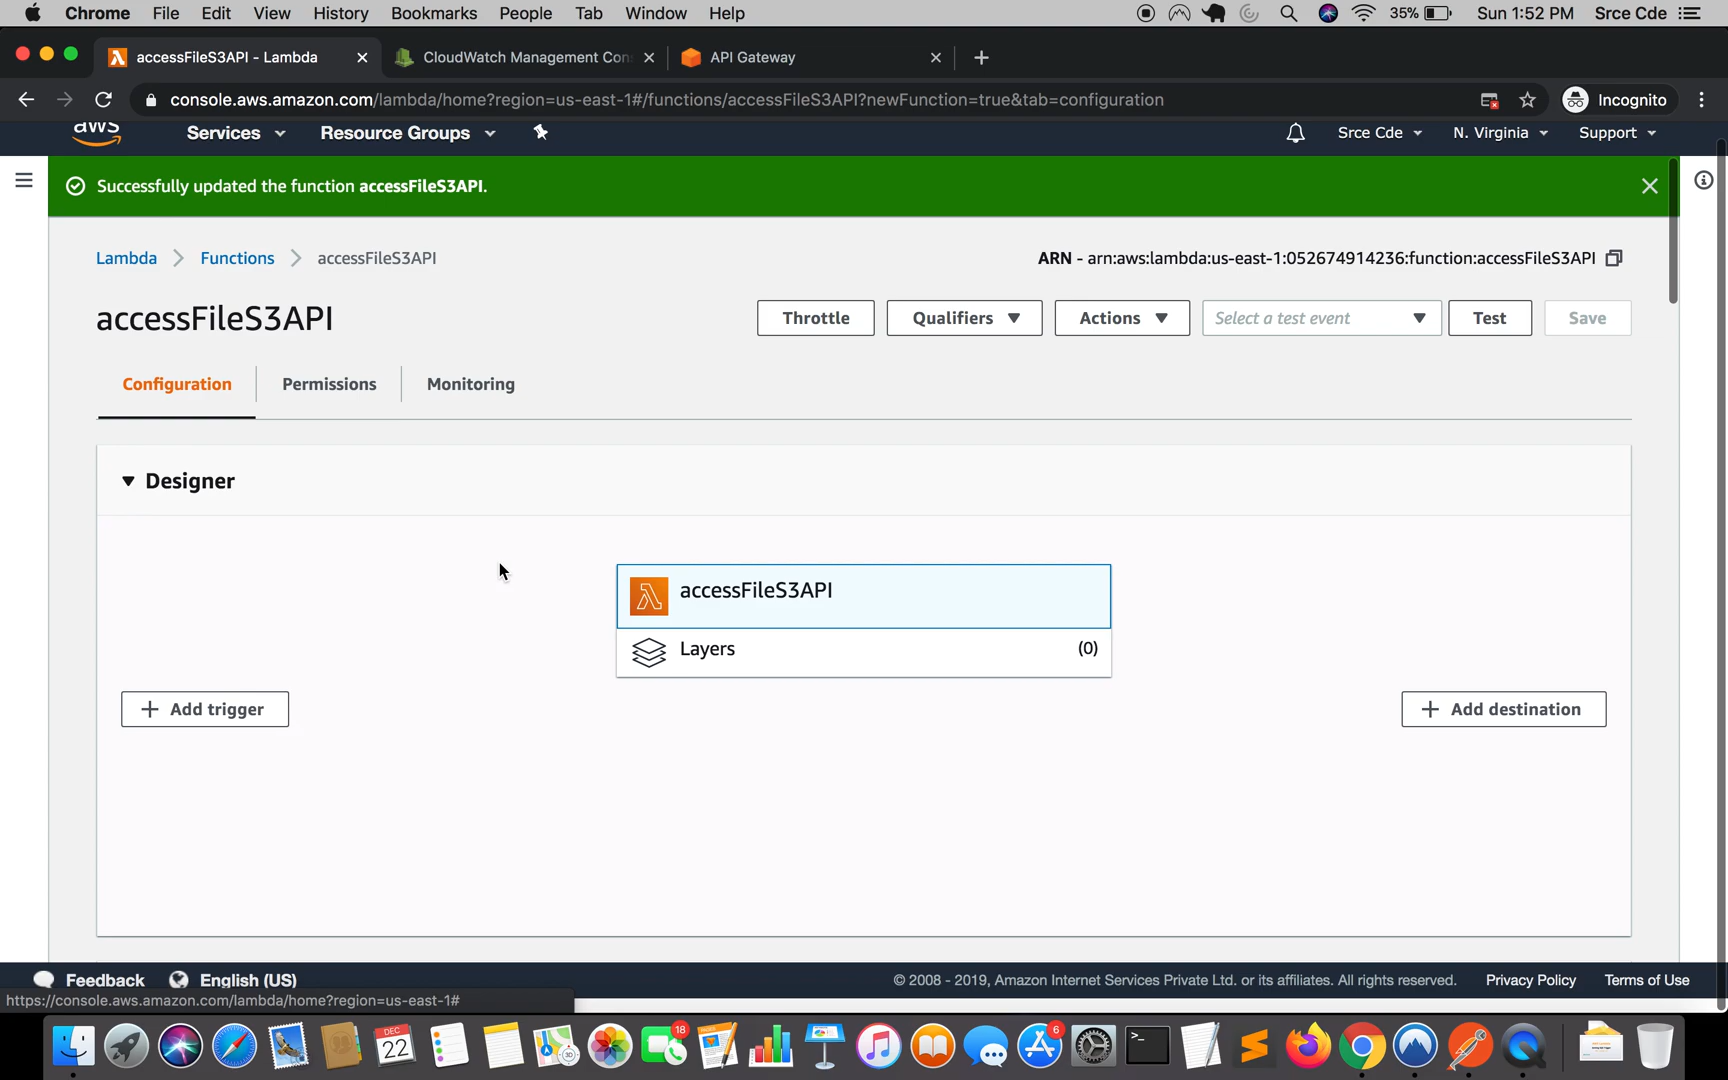 Chrome File Edit View History Bookmarks People Tab Window Help 35% Sun 1:52 PM Srce Cde
accessFileS3API - Lambda CloudWatch Management Con API Gateway
console.aws.amazon.com/lambda/home?region=us-east-1#/functions/accessFileS3API?newFunction=true&tab=configuration Incognito
aws Services Resource Groups Srce Cde N. Virginia Support
Successfully updated the function accessFileS3API.
Lambda Functions accessFileS3API ARN - arn:aws:lambda:us-east-1:052674914236:function:accessFileS3API
accessFileS3API Throttle Qualifiers Actions Select a test event Test Save
Configuration Permissions Monitoring
Designer
accessFileS3API
Layers (0)
+ Add trigger + Add destination
Feedback English (US) © 2008 - 2019, Amazon Internet Services Private Ltd. or its affiliates. All rights reserved. Privacy Policy Terms of Use
https://console.aws.amazon.com/lambda/home?region=us-east-1#
DEC 18 6
22